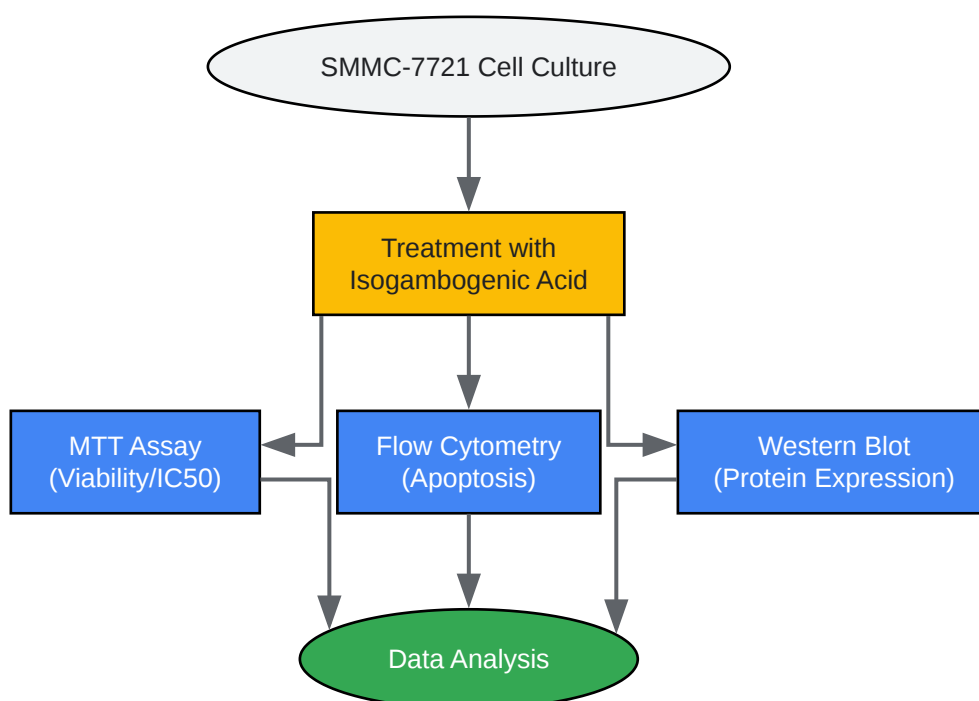 SMMC-7721 Cell Culture
Treatment with
Isogambogenic Acid
MTT Assay
(Viability/IC50)
Flow Cytometry
(Apoptosis)
Western Blot
(Protein Expression)
Data Analysis